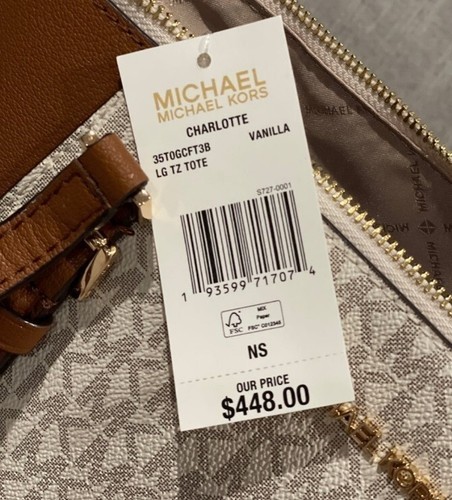 MICHAEL
MICHAEL KORS
CHARLOTTE
35T0GCFT3B VANILLA
LG TZ TOTE
S727-0001
1 93599 71707 4
FSC
MIX
Paper
FSC® C012345
NS
OUR PRICE
$448.00
MICHAEL